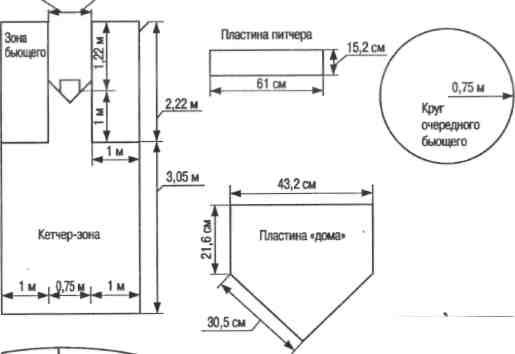 Зона
бьющего
1,22 м
1 м
1 м
2,22 м
3,05 м
Кетчер-зона
1 м
0,75 м
1 м
Пластина питчера
15,2 см
61 см
0,75 м
Круг
очередного
бьющего
43,2 см
21,6 см
Пластина «дома»
30,5 см